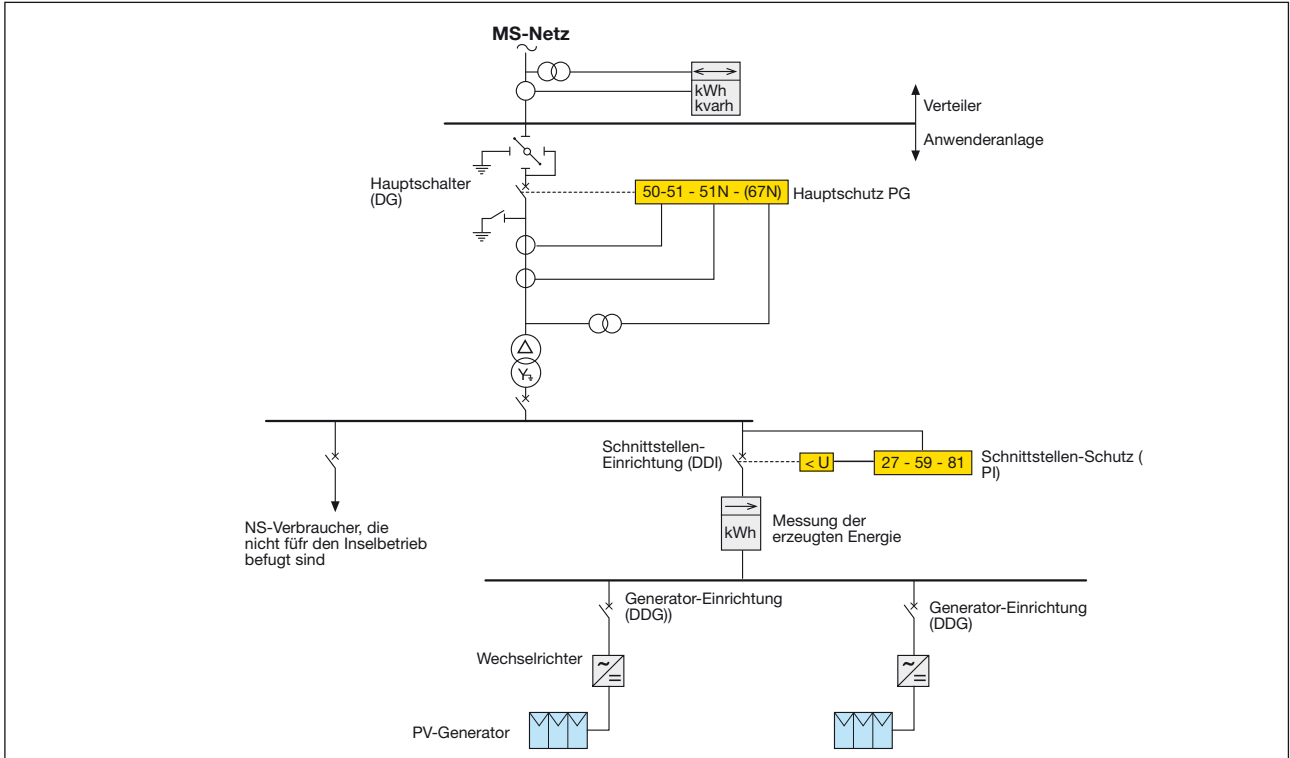 MS-Netz
kWh
kvarh
Verteiler
Anwenderanlage
Hauptschalter
(DG)
50-51 - 51N - (67N)
Hauptschutz PG
Schnittstellen-
Einrichtung (DDI)
< U
27 - 59 - 81
Schnittstellen-Schutz (
PI)
NS-Verbraucher, die
nicht füfr den Inselbetrieb
befugt sind
kWh
Messung der
erzeugten Energie
Generator-Einrichtung
(DDG))
Generator-Einrichtung
(DDG)
Wechselrichter
PV-Generator